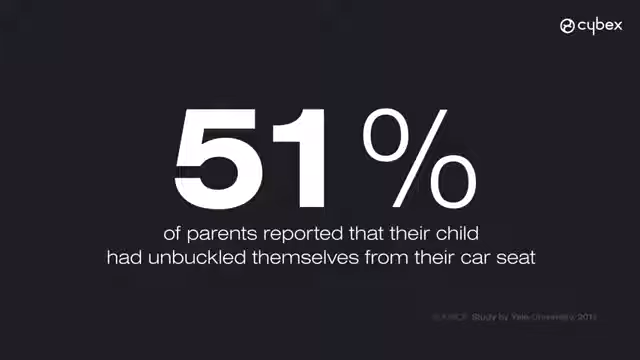 cybex
51 %
of parents reported that their child
had unbuckled themselves from their car seat
Study by Yale University